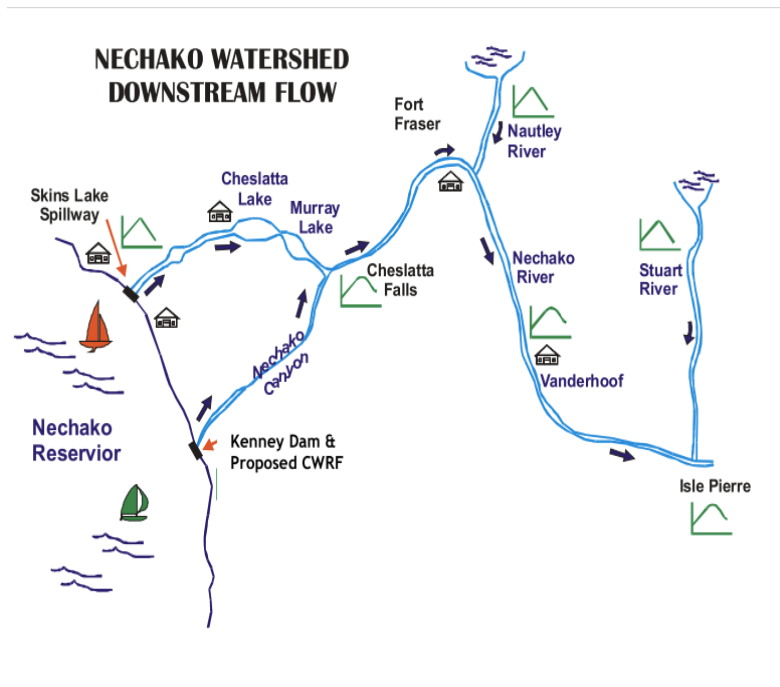 NECHAKO WATERSHED
DOWNSTREAM FLOW
Fort
Fraser
Nautley
River
Cheslatta
Lake
Murray
Lake
Skins Lake
Spillway
Nechako
River
Stuart
River
Cheslatta
Falls
Nechako
Canyon
Vanderhoof
Nechako
Reservior
Kenney Dam &
Proposed CWRF
Isle Pierre